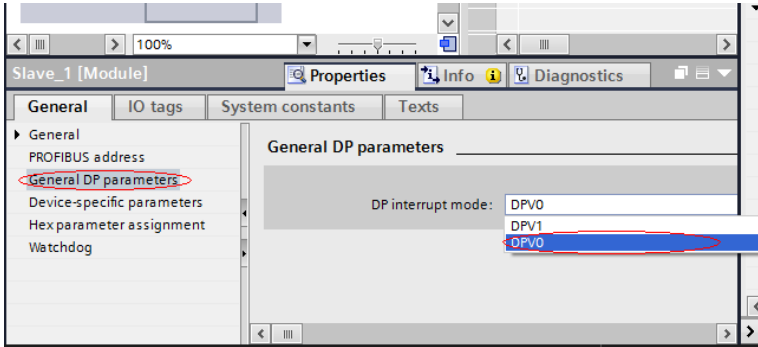 100%
Slave_1 [Module]
Properties
Info
Diagnostics
General
IO tags
System constants
Texts
General
PROFIBUS address
General DP parameters
Device-specific parameters
Hex parameter assignment
Watchdog
General DP parameters
DP interrupt mode: DPV0
DPV1
DPV0